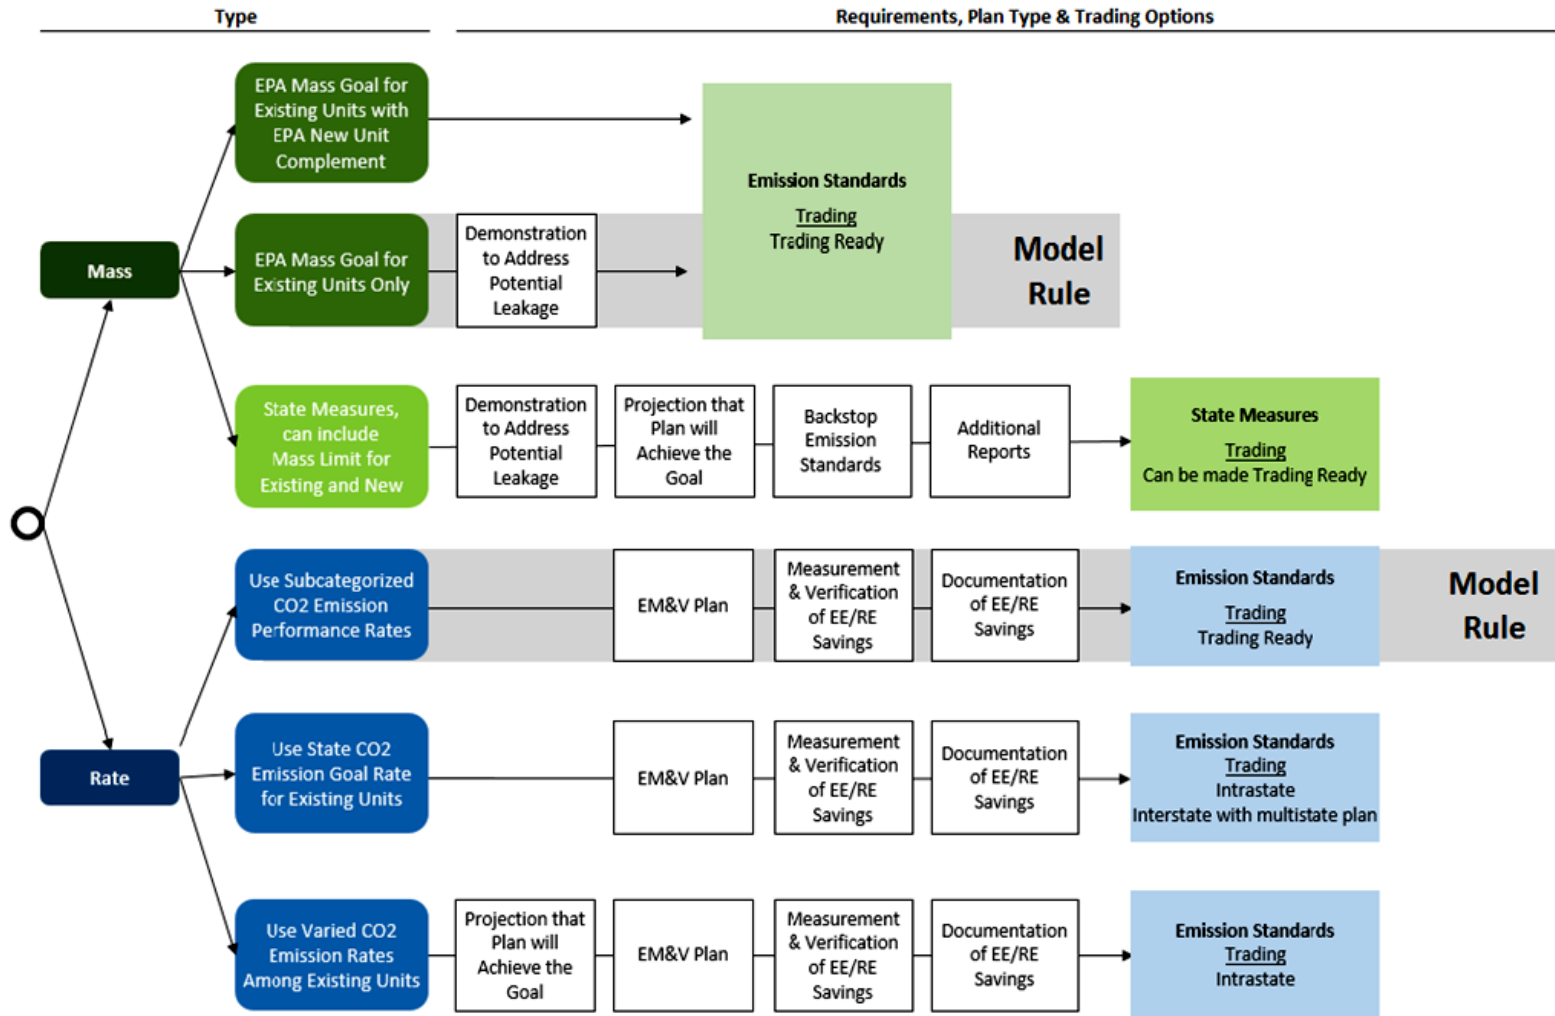 Type
Requirements, Plan Type & Trading Options
EPA Mass Goal for
Existing Units with
EPA New Unit
Complement
Emission Standards
Trading
Trading Ready
Mass
EPA Mass Goal for
Existing Units Only
Demonstration
to Address
Potential
Leakage
Model
Rule
State Measures,
can include
Mass Limit for
Existing and New
Demonstration
to Address
Potential
Leakage
Projection that
Plan will
Achieve the
Goal
Backstop
Emission
Standards
Additional
Reports
State Measures
Trading
Can be made Trading Ready
Use Subcategorized
CO2 Emission
Performance Rates
EM&V Plan
Measurement
& Verification
of EE/RE
Savings
Documentation
of EE/RE
Savings
Emission Standards
Trading
Trading Ready
Model
Rule
Rate
Use State CO2
Emission Goal Rate
for Existing Units
EM&V Plan
Measurement
& Verification
of EE/RE
Savings
Documentation
of EE/RE
Savings
Emission Standards
Trading
Intrastate
Interstate with multistate plan
Use Varied CO2
Emission Rates
Among Existing Units
Projection that
Plan will
Achieve the
Goal
EM&V Plan
Measurement
& Verification
of EE/RE
Savings
Documentation
of EE/RE
Savings
Emission Standards
Trading
Intrastate